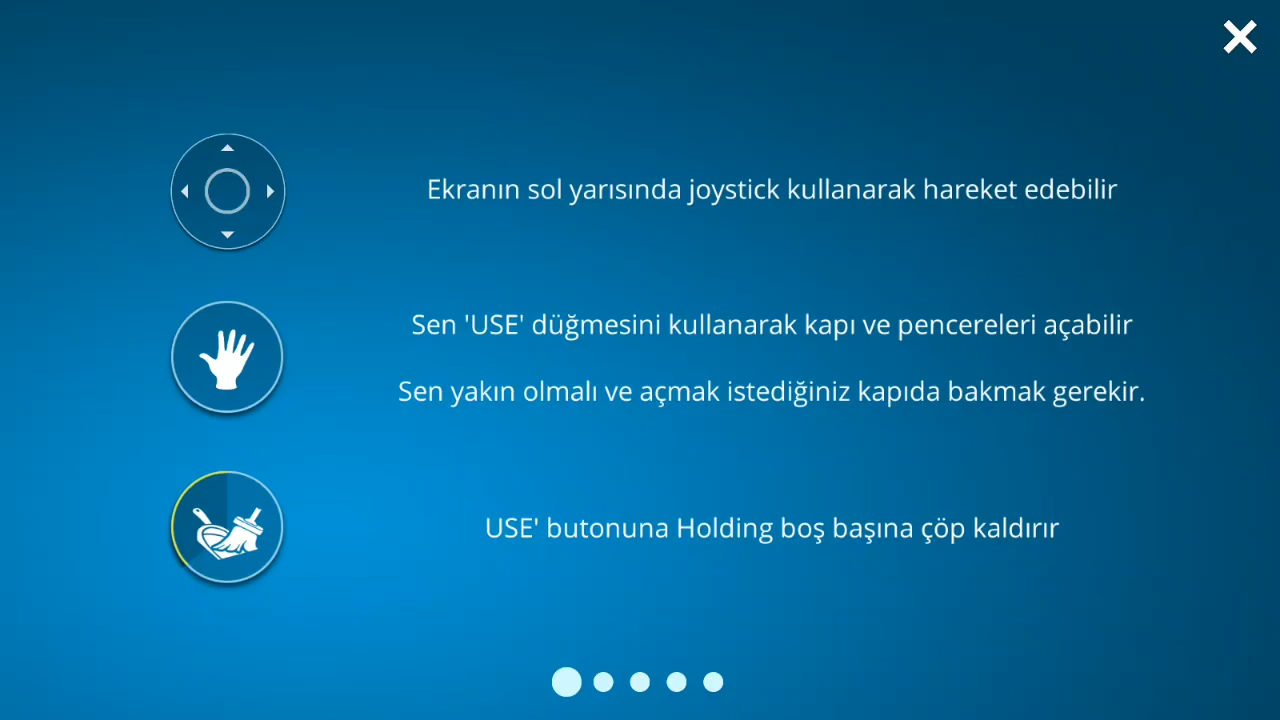 Ekranın sol yarısında joystick kullanarak hareket edebilir
Sen 'USE' düğmesini kullanarak kapı ve pencereleri açabilir
Sen yakın olmalı ve açmak istediğiniz kapıda bakmak gerekir.
USE' butonuna Holding boş başına çöp kaldırır